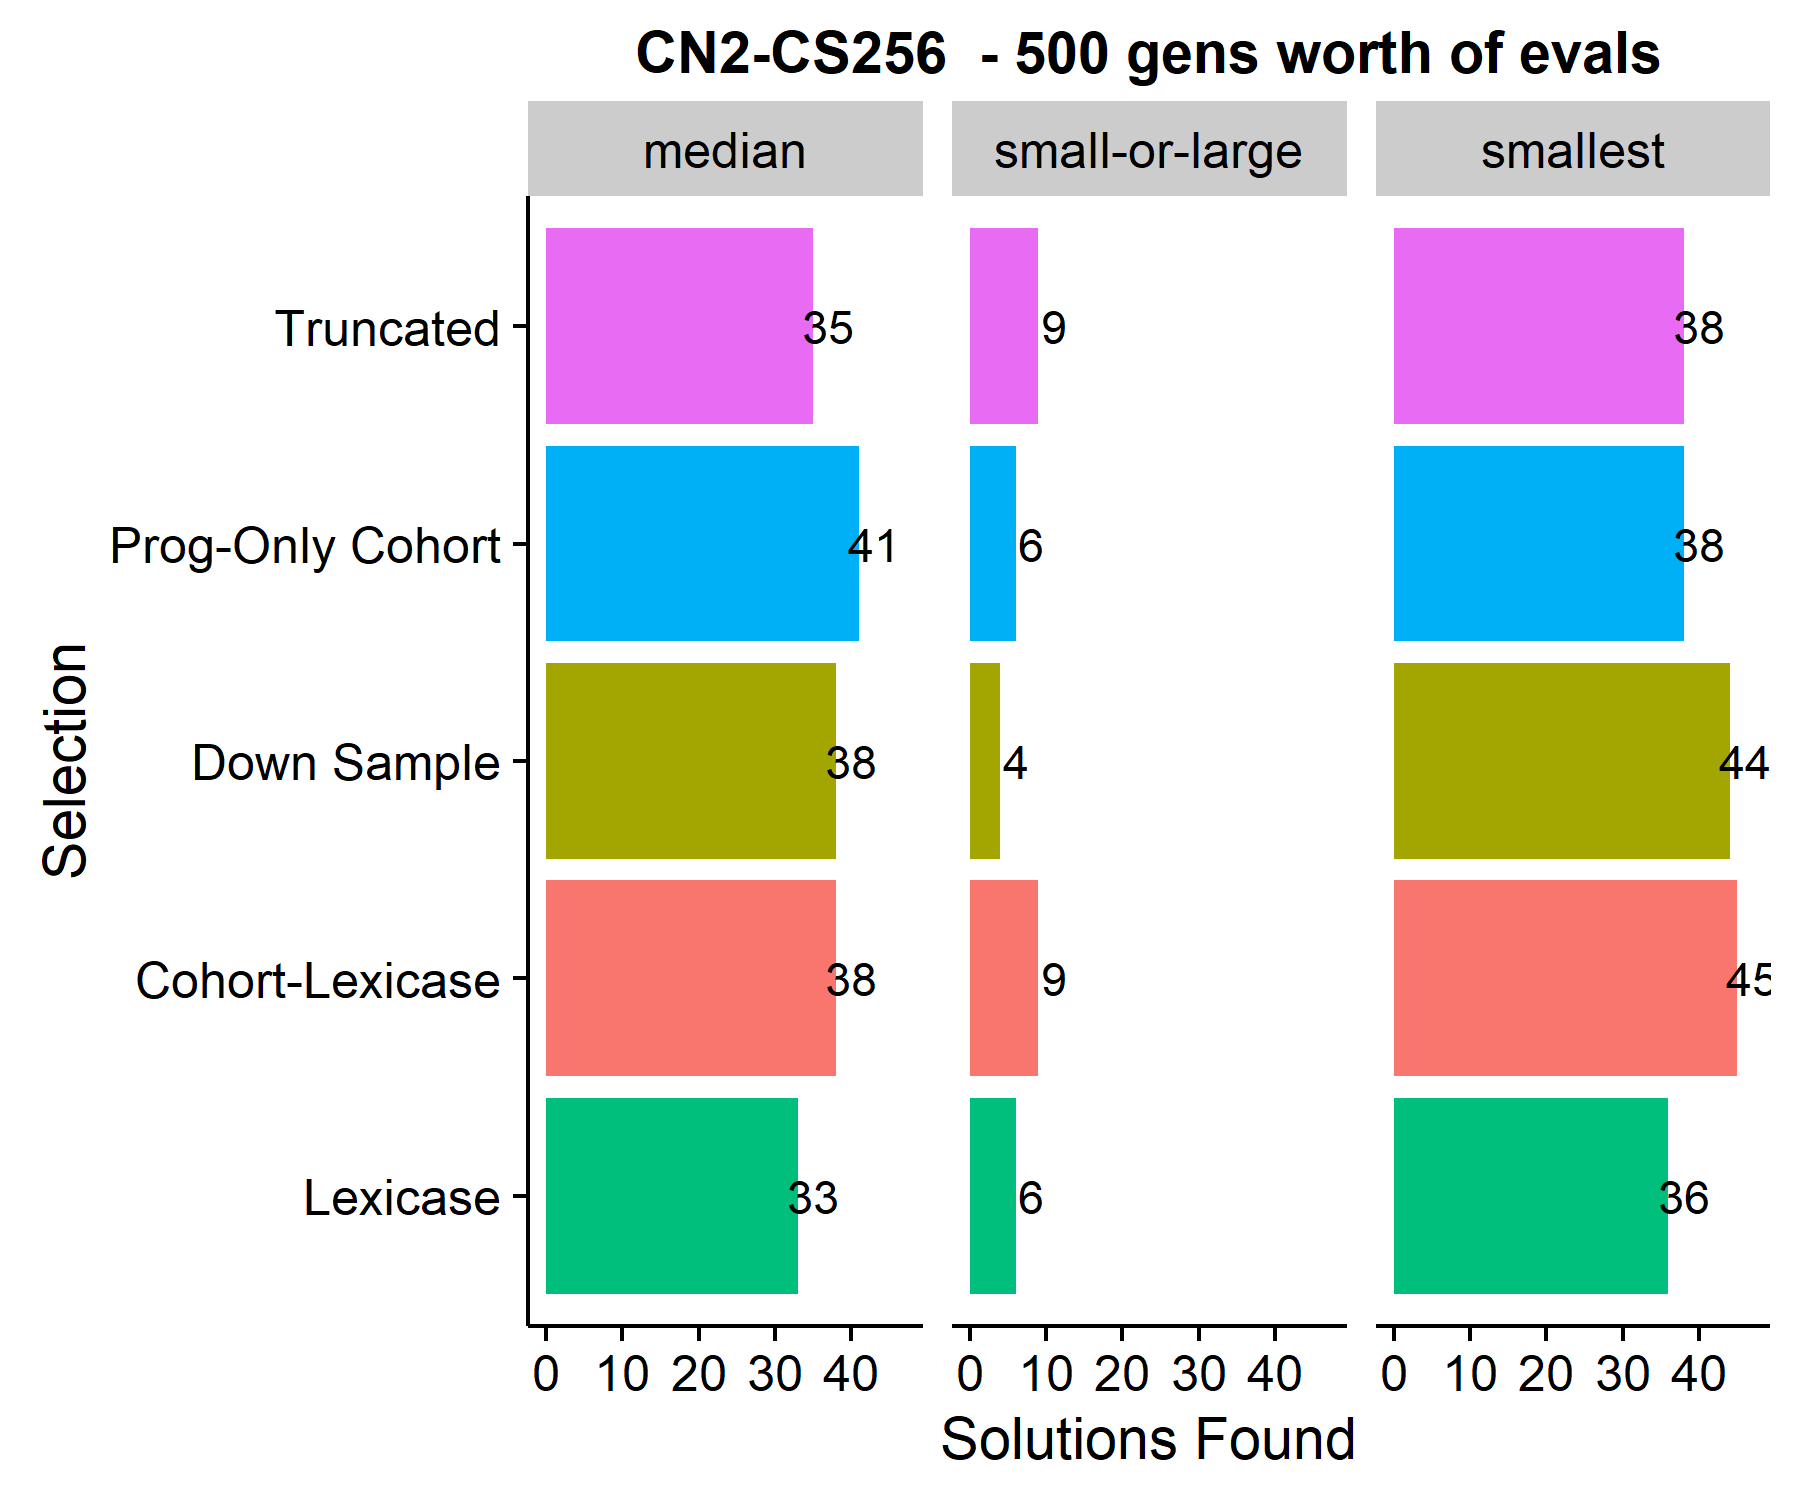 CN2-CS256  - 500 gens worth of evals
median small-or-large smallest
Truncated 35 9 38
Prog-Only Cohort 41 6 38
Down Sample 38 4 44
Cohort-Lexicase 38 9 45
Lexicase 33 6 36
Selection
0 10 20 30 40 0 10 20 30 40 0 10 20 30 40
Solutions Found